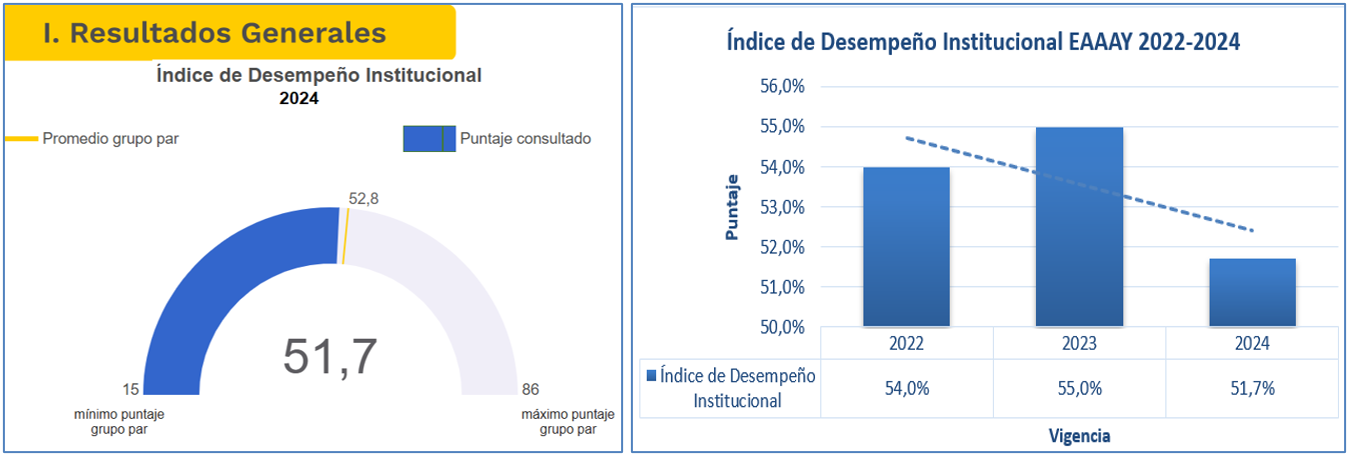 I. Resultados Generales
Índice de Desempeño Institucional
2024
Promedio grupo par
Puntaje consultado
52,8
51,7
15
mínimo puntaje
grupo par
86
máximo puntaje
grupo par
Índice de Desempeño Institucional EAAAY 2022-2024
Puntaje
56,0%
55,0%
54,0%
53,0%
52,0%
51,0%
50,0%
2022 2023 2024
Índice de Desempeño
Institucional
54,0% 55,0% 51,7%
Vigencia